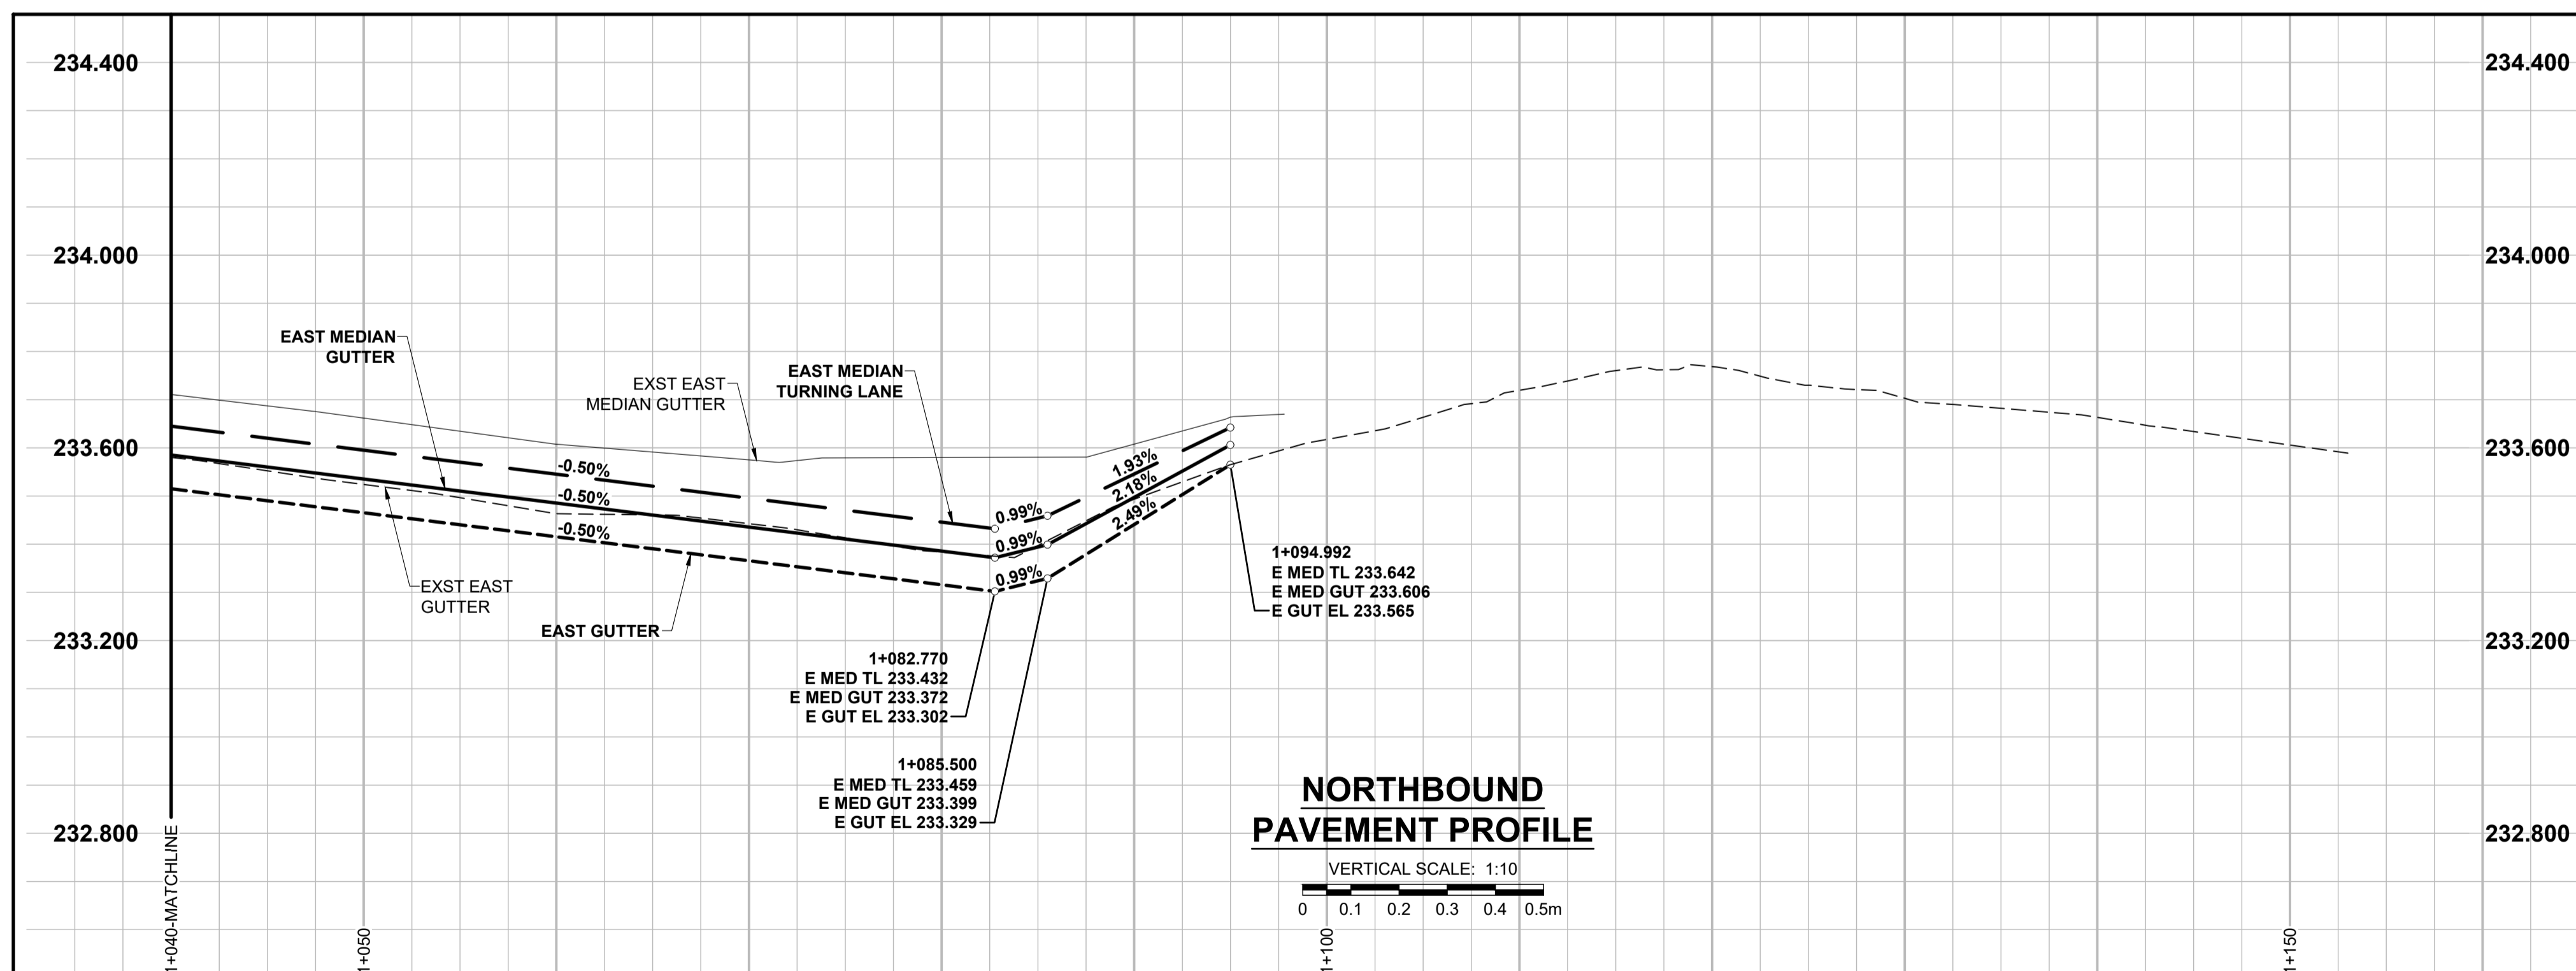 234.400
234.400
234.000
234.000
EAST MEDIAN
GUTTER
EXST EAST
MEDIAN GUTTER
EAST MEDIAN
TURNING LANE
233.600
233.600
-0.50%
-0.50%
-0.50%
0.99%
0.99%
0.99%
1.93%
2.18%
2.49%
EXST EAST
GUTTER
EAST GUTTER
1+094.992
E MED TL 233.642
E MED GUT 233.606
E GUT EL 233.565
233.200
233.200
1+082.770
E MED TL 233.432
E MED GUT 233.372
E GUT EL 233.302
1+085.500
E MED TL 233.459
E MED GUT 233.399
E GUT EL 233.329
NORTHBOUND
PAVEMENT PROFILE
VERTICAL SCALE: 1:10
0 0.1 0.2 0.3 0.4 0.5m
232.800
232.800
1+040-MATCHLINE
1+050
1+100
1+150